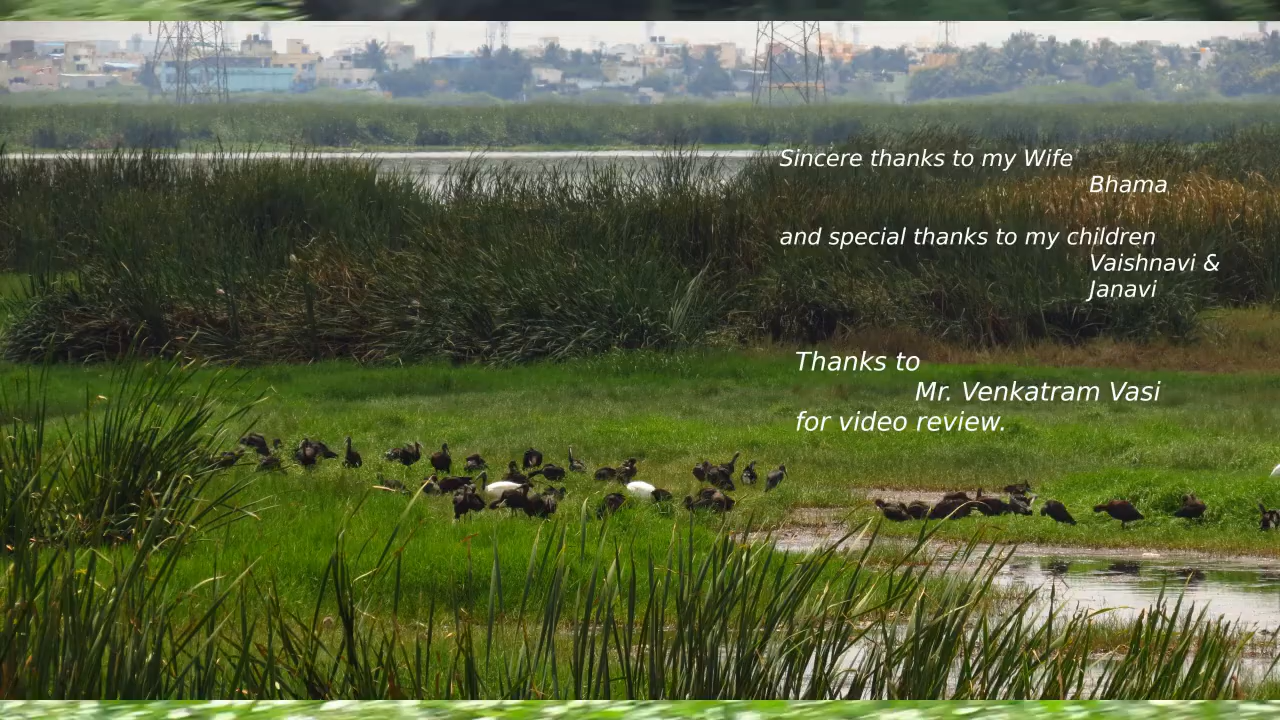 Sincere thanks to my Wife
Bhama
and special thanks to my children
Vaishnavi &
Janavi
Thanks to
Mr. Venkatram Vasi
for video review.